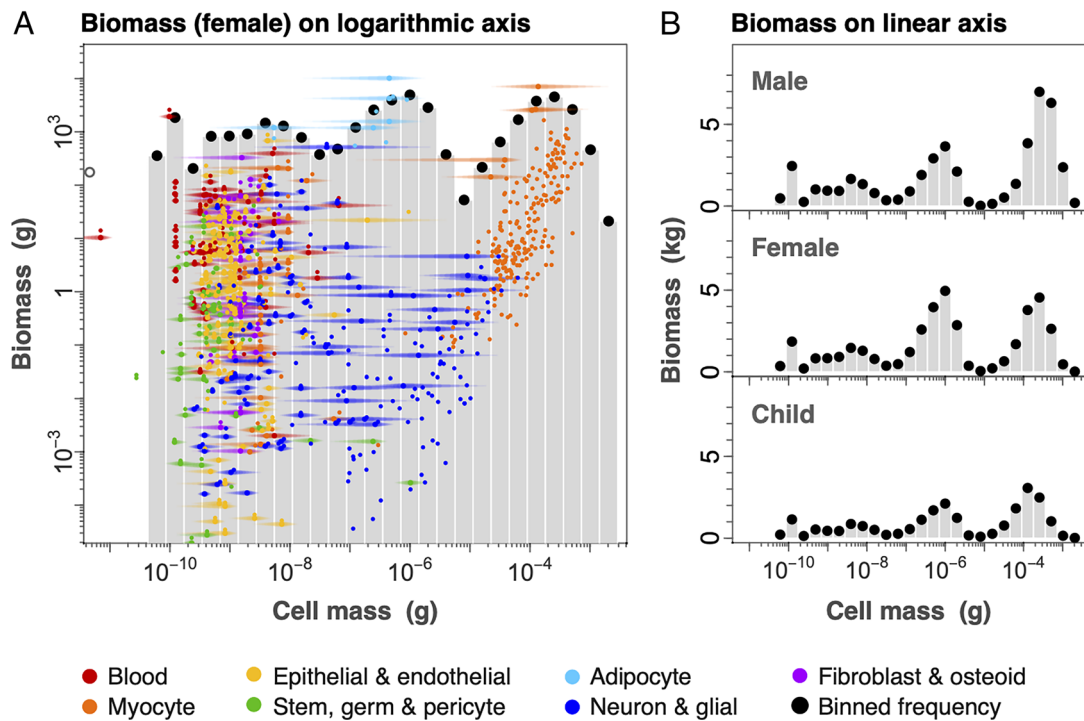 A Biomass (female) on logarithmic axis
Biomass (g)
10³
1
10⁻³
10⁻¹⁰ 10⁻⁸ 10⁻⁶ 10⁻⁴
Cell mass (g)
B Biomass on linear axis
Biomass (kg)
Male
5
0
Female
5
0
Child
5
0
10⁻¹⁰ 10⁻⁸ 10⁻⁶ 10⁻⁴
Cell mass (g)
Blood Epithelial & endothelial Adipocyte Fibroblast & osteoid
Myocyte Stem, germ & pericyte Neuron & glial Binned frequency